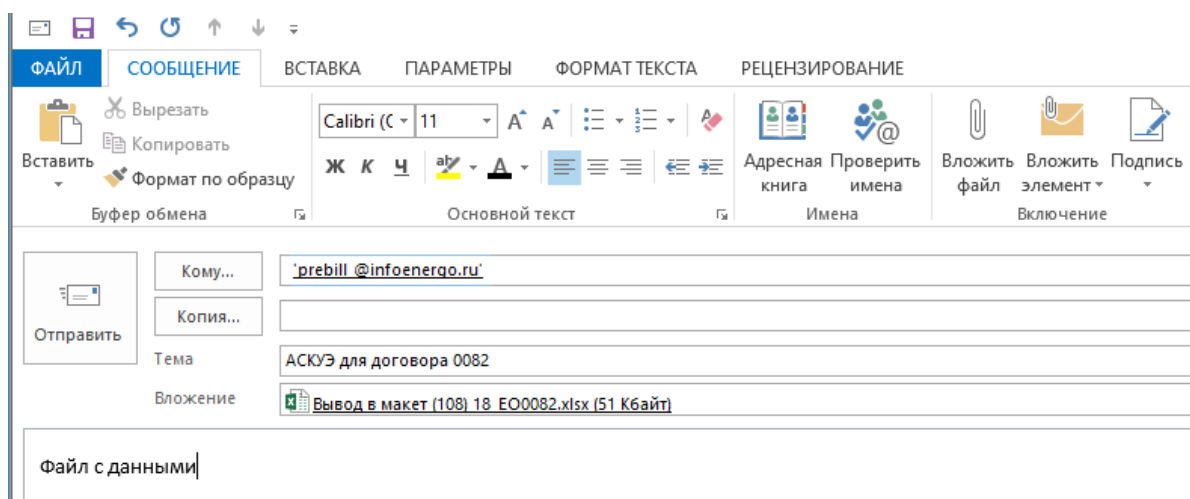 ФАЙЛ СООБЩЕНИЕ ВСТАВКА ПАРАМЕТРЫ ФОРМАТ ТЕКСТА РЕЦЕНЗИРОВАНИЕ
Вставить
Вырезать
Копировать
Формат по образцу
Буфер обмена
Calibri (С 11
Ж К Ч
Основной текст
Адресная книга
Проверить имена
Имена
Вложить файл
Вложить элемент
Подпись
Включение
Отправить
Кому... 'prebill_@infoenergo.ru'
Копия...
Тема АСКУЭ для договора 0082
Вложение Вывод в макет (108)_18_ЕО0082.xlsx (51 Кбайт)
Файл с данными